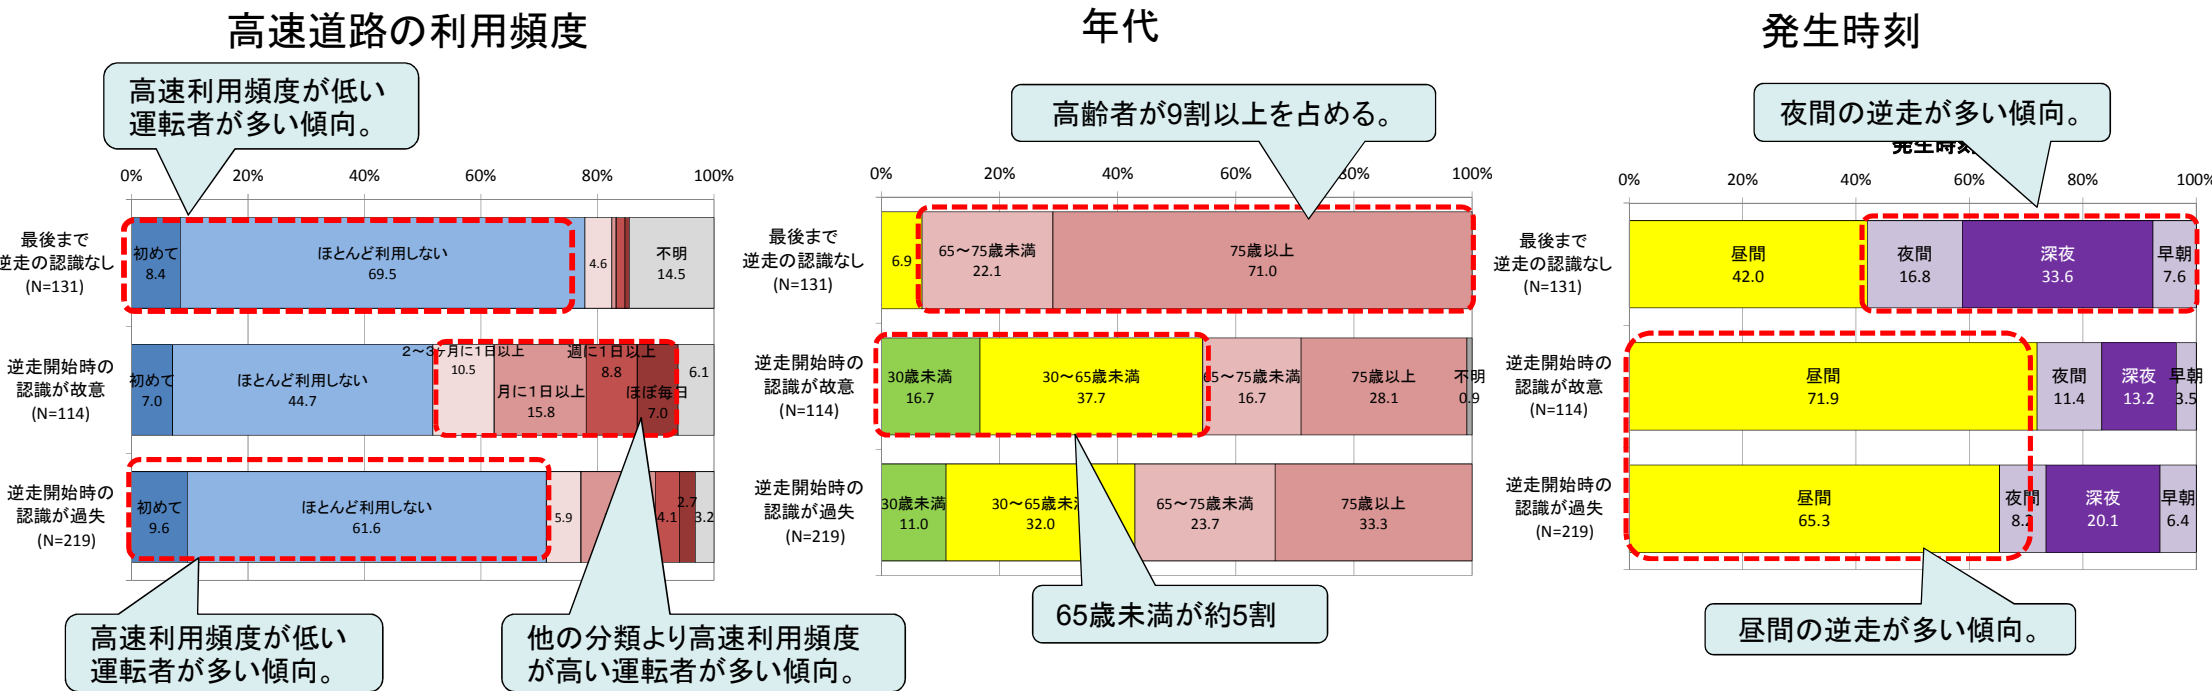 高速道路の利用頻度
高速利用頻度が低い
運転者が多い傾向。
0% 20% 40% 60% 80% 100%
最後まで
逆走の認識なし
(N=131)
初めて
8.4
ほとんど利用しない
69.5
4.6
不明
14.5
逆走開始時の
認識が故意
(N=114)
初めて
7.0
ほとんど利用しない
44.7
2～3ヶ月に1日以上
10.5
月に1日以上
15.8
週に1日以上
8.8
ほぼ毎日
7.0
6.1
逆走開始時の
認識が過失
(N=219)
初めて
9.6
ほとんど利用しない
61.6
5.9
4.1
2.7
3.2
高速利用頻度が低い
運転者が多い傾向。
他の分類より高速利用頻度
が高い運転者が多い傾向。
年代
高齢者が9割以上を占める。
0% 20% 40% 60% 80% 100%
最後まで
逆走の認識なし
(N=131)
6.9
65～75歳未満
22.1
75歳以上
71.0
逆走開始時の
認識が故意
(N=114)
30歳未満
16.7
30～65歳未満
37.7
65～75歳未満
16.7
75歳以上
28.1
不明
0.9
逆走開始時の
認識が過失
(N=219)
30歳未満
11.0
30～65歳未満
32.0
65～75歳未満
23.7
75歳以上
33.3
65歳未満が約5割
発生時刻
夜間の逆走が多い傾向。
発生時刻
0% 20% 40% 60% 80% 100%
最後まで
逆走の認識なし
(N=131)
昼間
42.0
夜間
16.8
深夜
33.6
早朝
7.6
逆走開始時の
認識が故意
(N=114)
昼間
71.9
夜間
11.4
深夜
13.2
早朝
3.5
逆走開始時の
認識が過失
(N=219)
昼間
65.3
夜間
8.2
深夜
20.1
早朝
6.4
昼間の逆走が多い傾向。